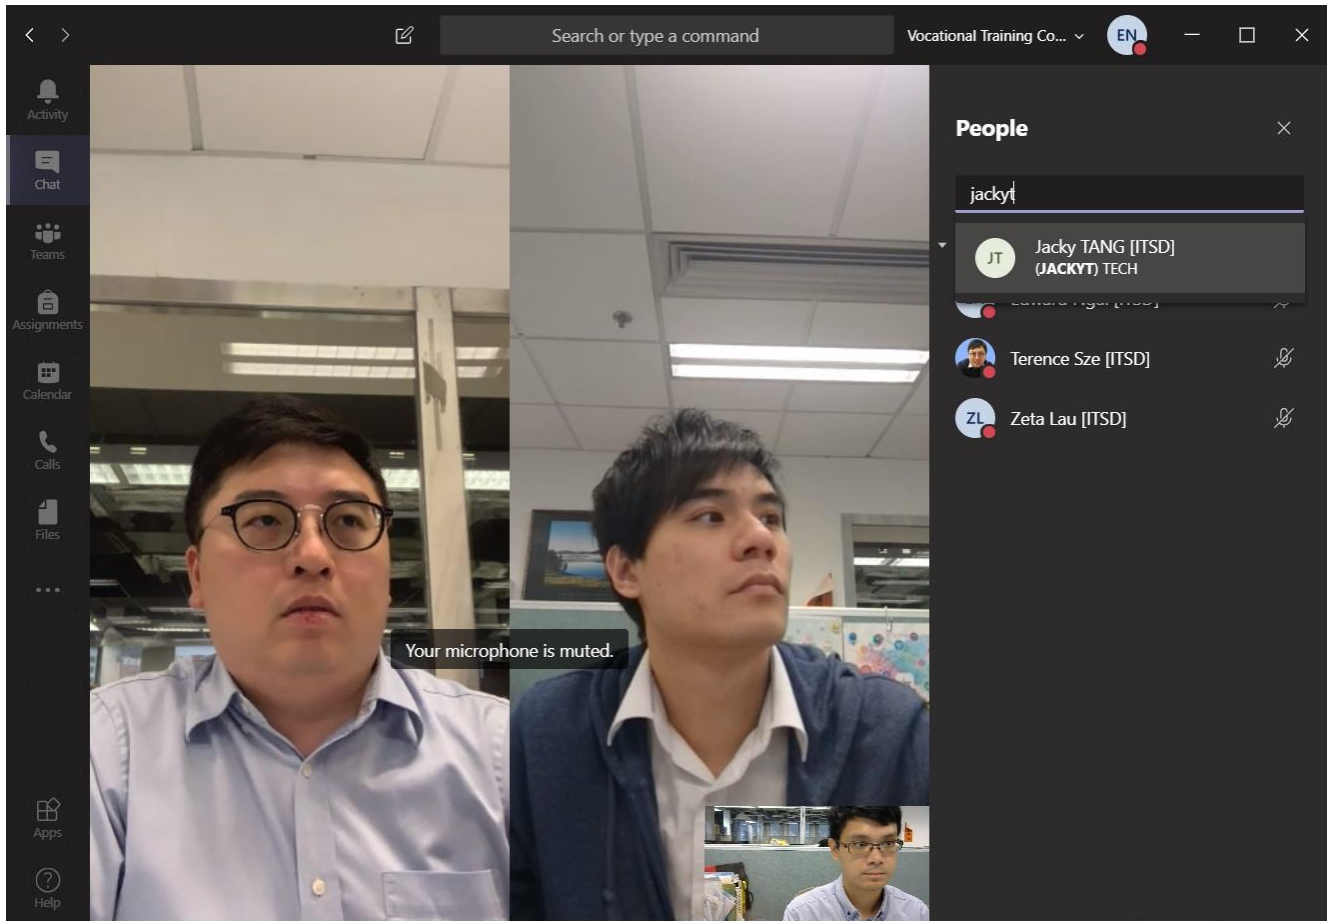 Search or type a command
Vocational Training Co...
EN
Activity
Chat
Teams
Assignments
Calendar
Calls
Files
Apps
Help
Your microphone is muted.
People
jackyt
JT
Jacky TANG [ITSD]
(JACKYT) TECH
Terence Sze [ITSD]
ZL
Zeta Lau [ITSD]